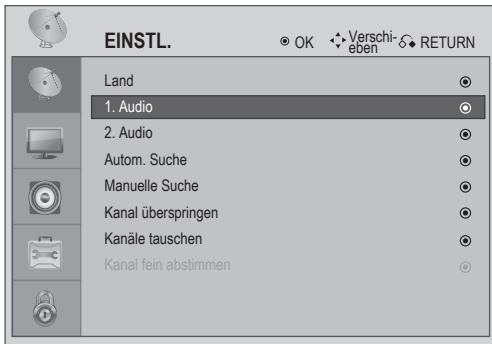 EINSTL.
OK
Verschi-
eben
RETURN
Land
1. Audio
2. Audio
Autom. Suche
Manuelle Suche
Kanal überspringen
Kanäle tauschen
Kanal fein abstimmen